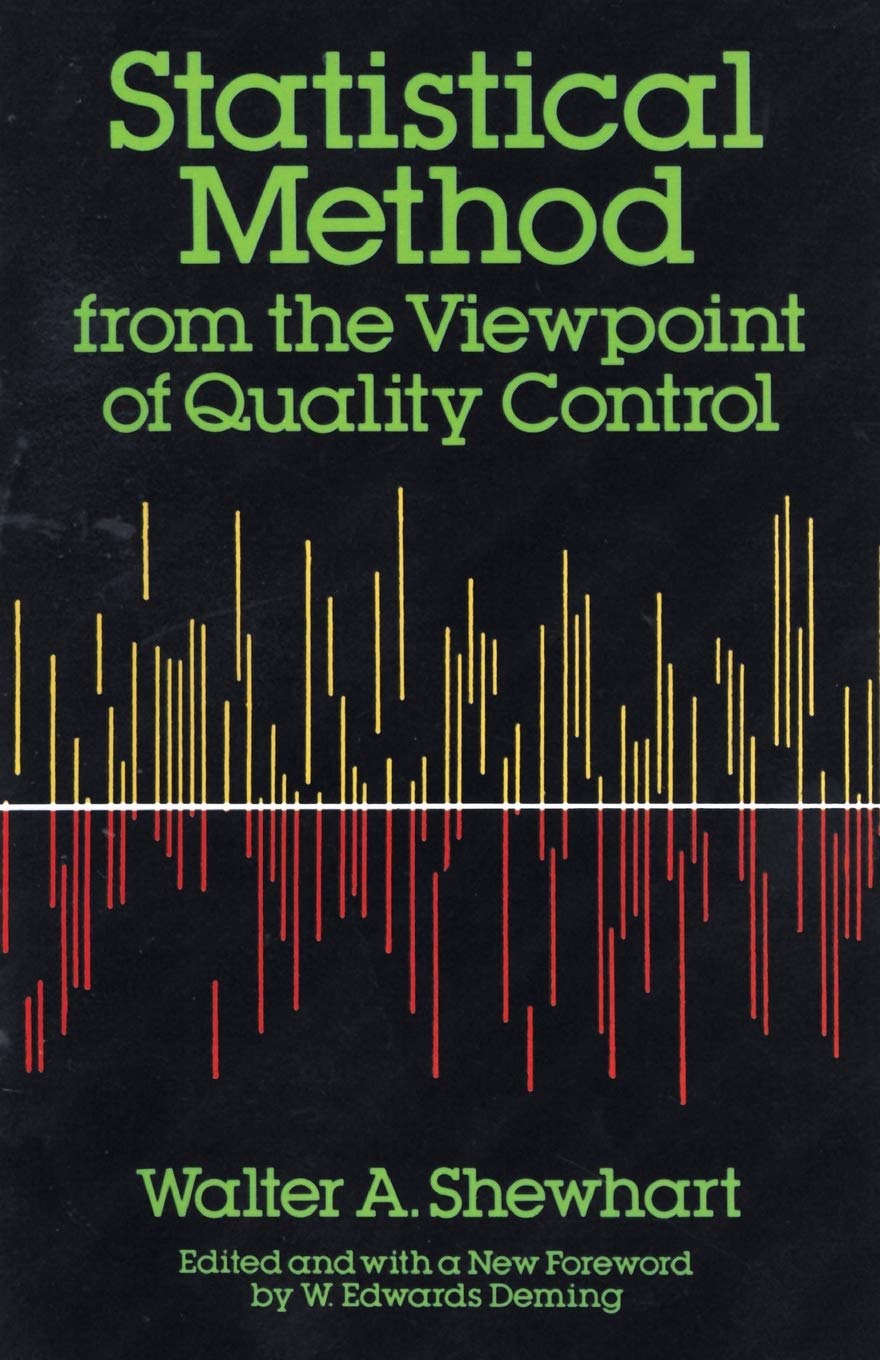 Statistical
Method
from the Viewpoint
of Quality Control
Walter A. Shewhart
Edited and with a New Foreword
by W. Edwards Deming